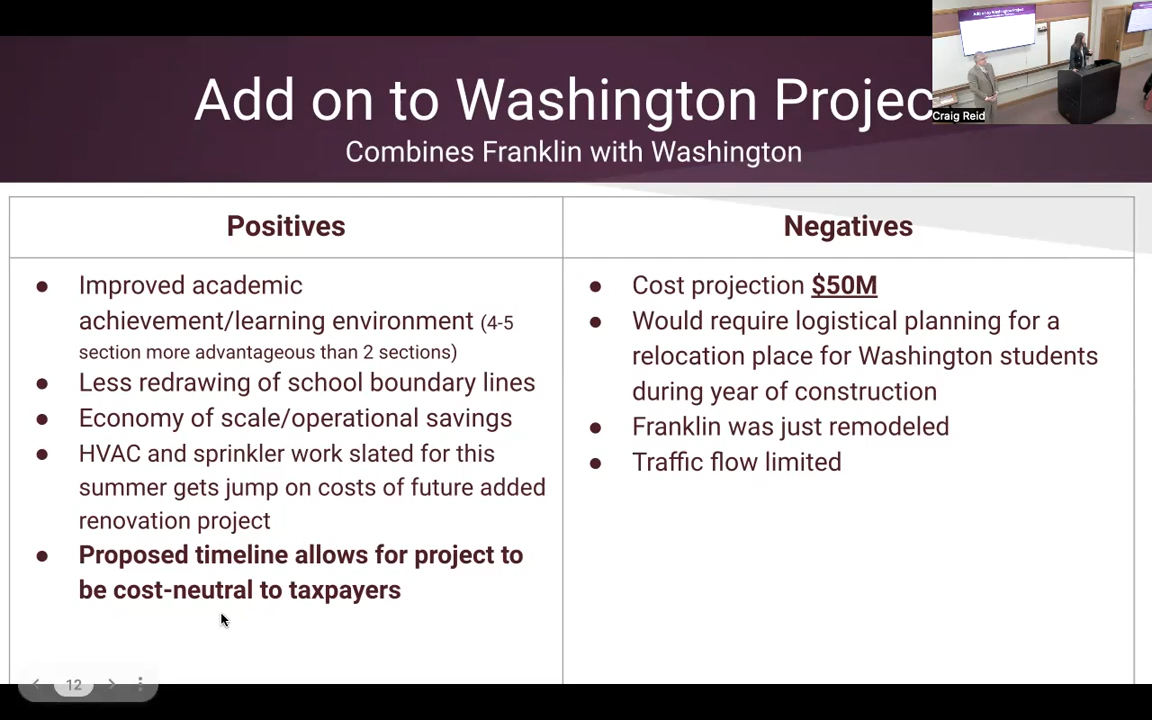 Add on to Washington Projec
Combines Franklin with Washington
Craig Reid
Positives
Negatives
● Improved academic
achievement/learning environment (4-5
section more advantageous than 2 sections)
● Less redrawing of school boundary lines
● Economy of scale/operational savings
● HVAC and sprinkler work slated for this
summer gets jump on costs of future added
renovation project
● Proposed timeline allows for project to
be cost-neutral to taxpayers
● Cost projection $50M
● Would require logistical planning for a
relocation place for Washington students
during year of construction
● Franklin was just remodeled
● Traffic flow limited
12